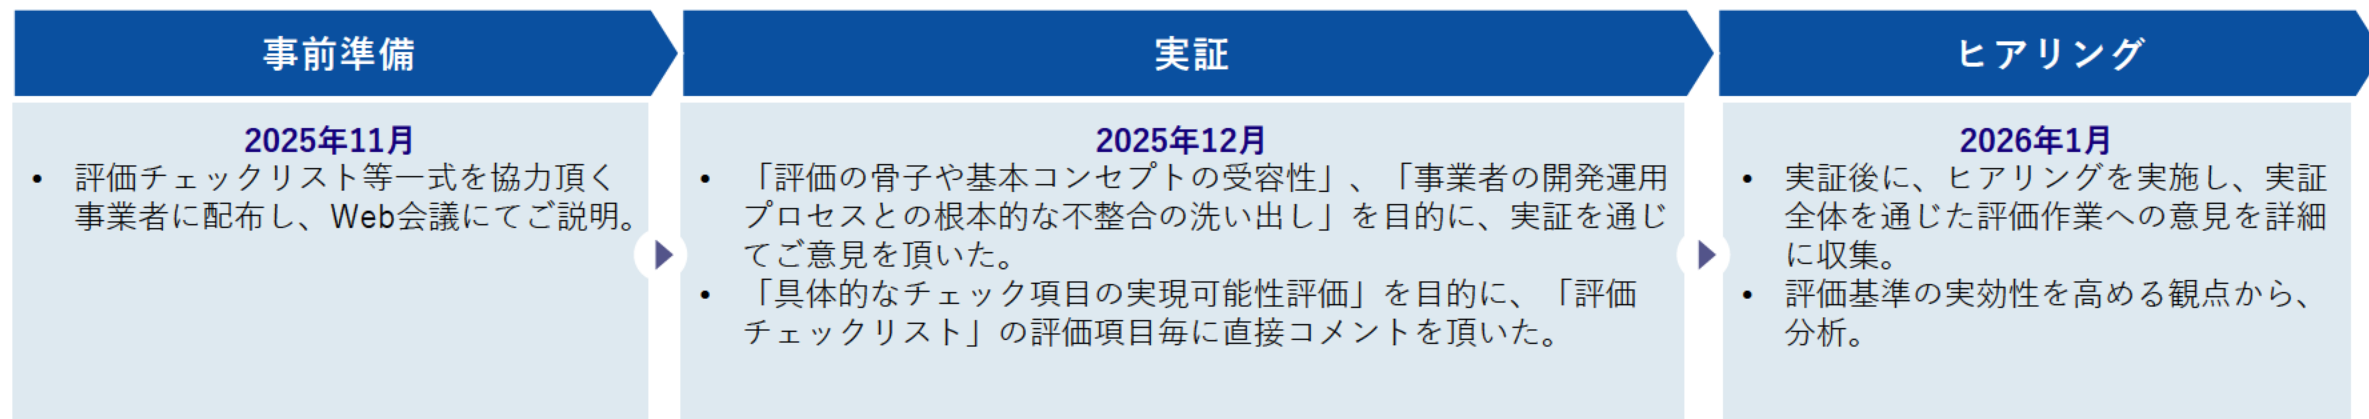 事前準備
2025年11月
• 評価チェックリスト等一式を協力頂く
事業者に配布し、Web会議にてご説明。
実証
2025年12月
• 「評価の骨子や基本コンセプトの受容性」、「事業者の開発運用
プロセスとの根本的な不整合の洗い出し」を目的に、実証を通じ
てご意見を頂いた。
• 「具体的なチェック項目の実現可能性評価」を目的に、「評価
チェックリスト」の評価項目毎に直接コメントを頂いた。
ヒアリング
2026年1月
• 実証後に、ヒアリングを実施し、実証
全体を通じた評価作業への意見を詳細
に収集。
• 評価基準の実効性を高める観点から、
分析。